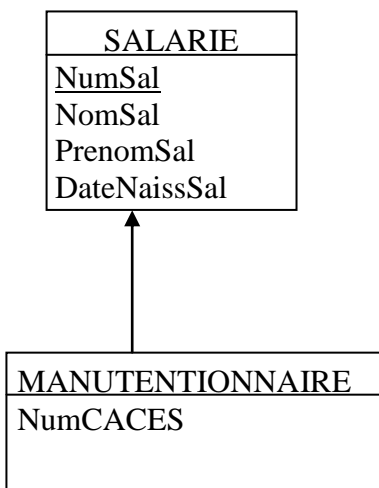 SALARIE
NumSal
NomSal
PrenomSal
DateNaissSal
MANUTENTIONNAIRE
NumCACES